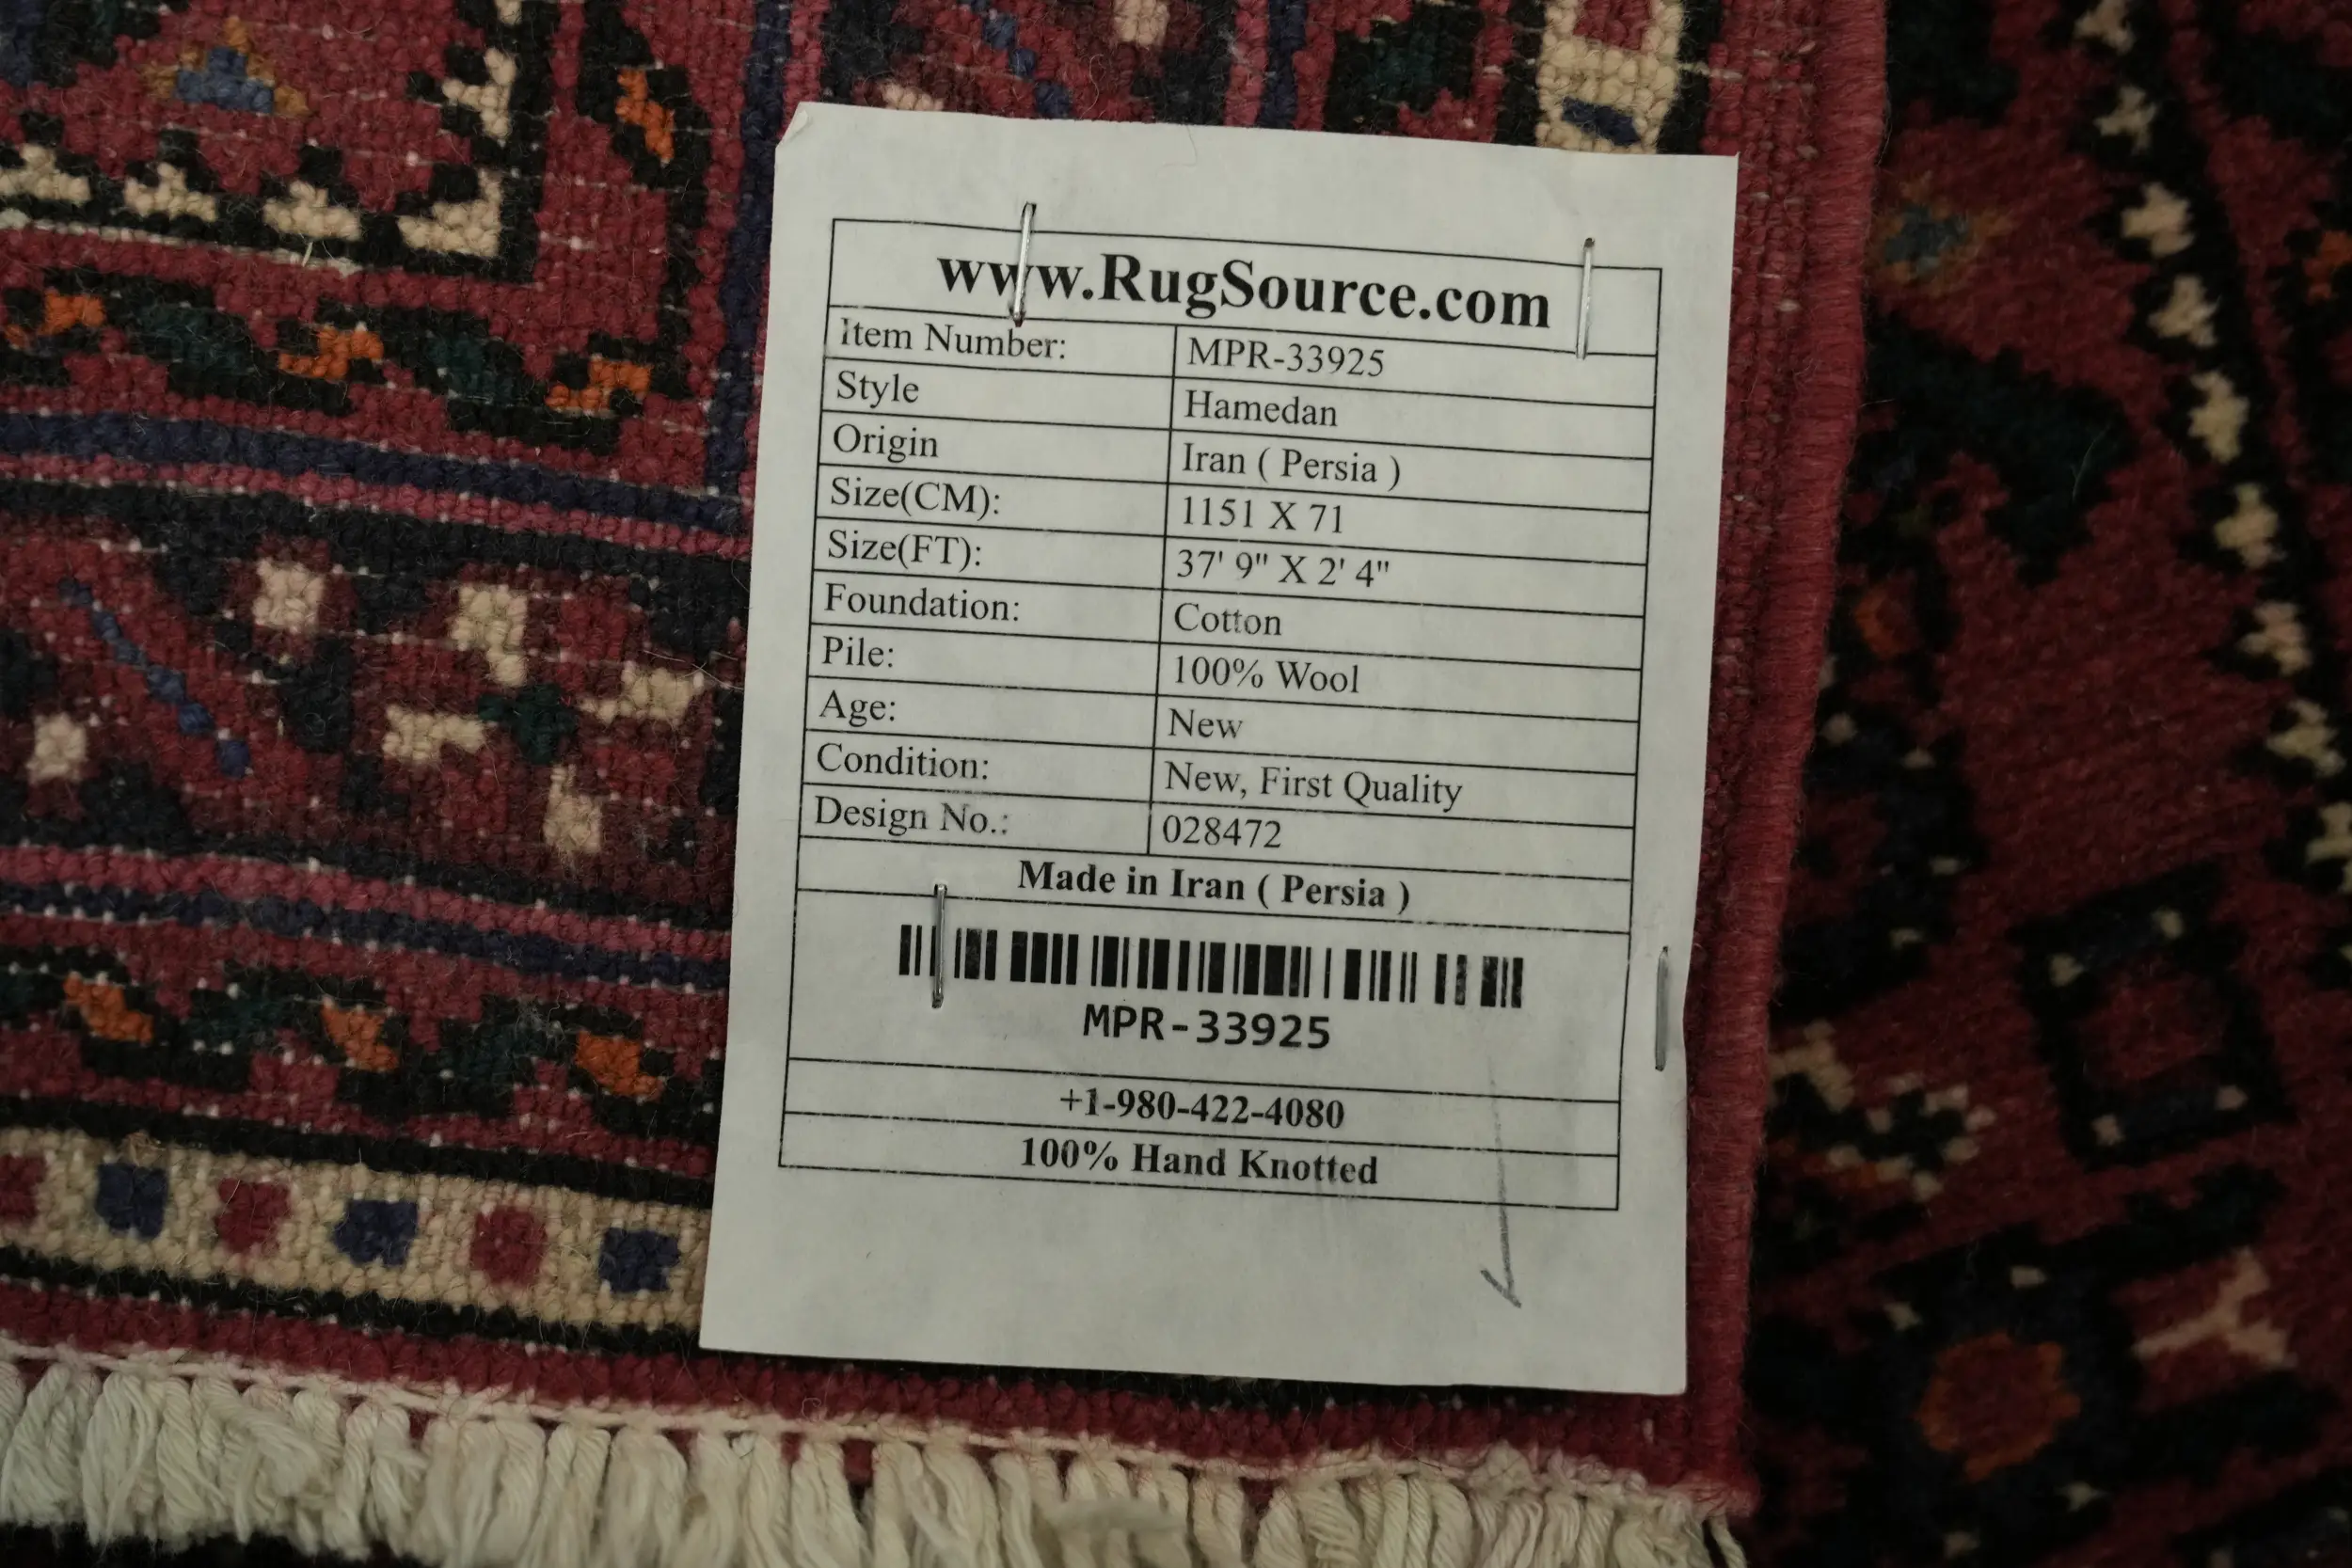 www.RugSource.com
Item Number: MPR-33925
Style Hamedan
Origin Iran ( Persia )
Size(CM): 1151 X 71
Size(FT): 37' 9" X 2' 4"
Foundation: Cotton
Pile: 100% Wool
Age: New
Condition: New, First Quality
Design No.: 028472
Made in Iran ( Persia )
MPR-33925
+1-980-422-4080
100% Hand Knotted